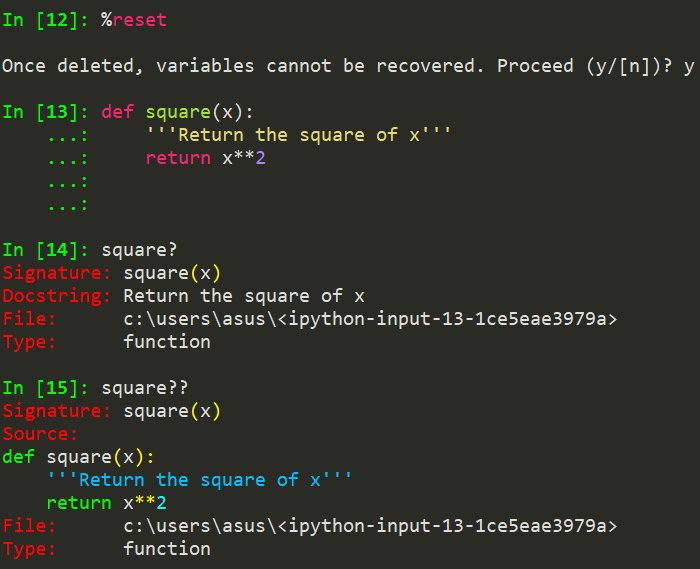 In [12]: %reset
Once deleted, variables cannot be recovered. Proceed (y/[n])? y
In [13]: def square(x):
    ...:     '''Return the square of x'''
    ...:     return x**2
    ...:
    ...:
In [14]: square?
Signature: square(x)
Docstring: Return the square of x
File:      c:\users\asus\<ipython-input-13-1ce5eae3979a>
Type:      function
In [15]: square??
Signature: square(x)
Source:
def square(x):
    '''Return the square of x'''
    return x**2
File:      c:\users\asus\<ipython-input-13-1ce5eae3979a>
Type:      function